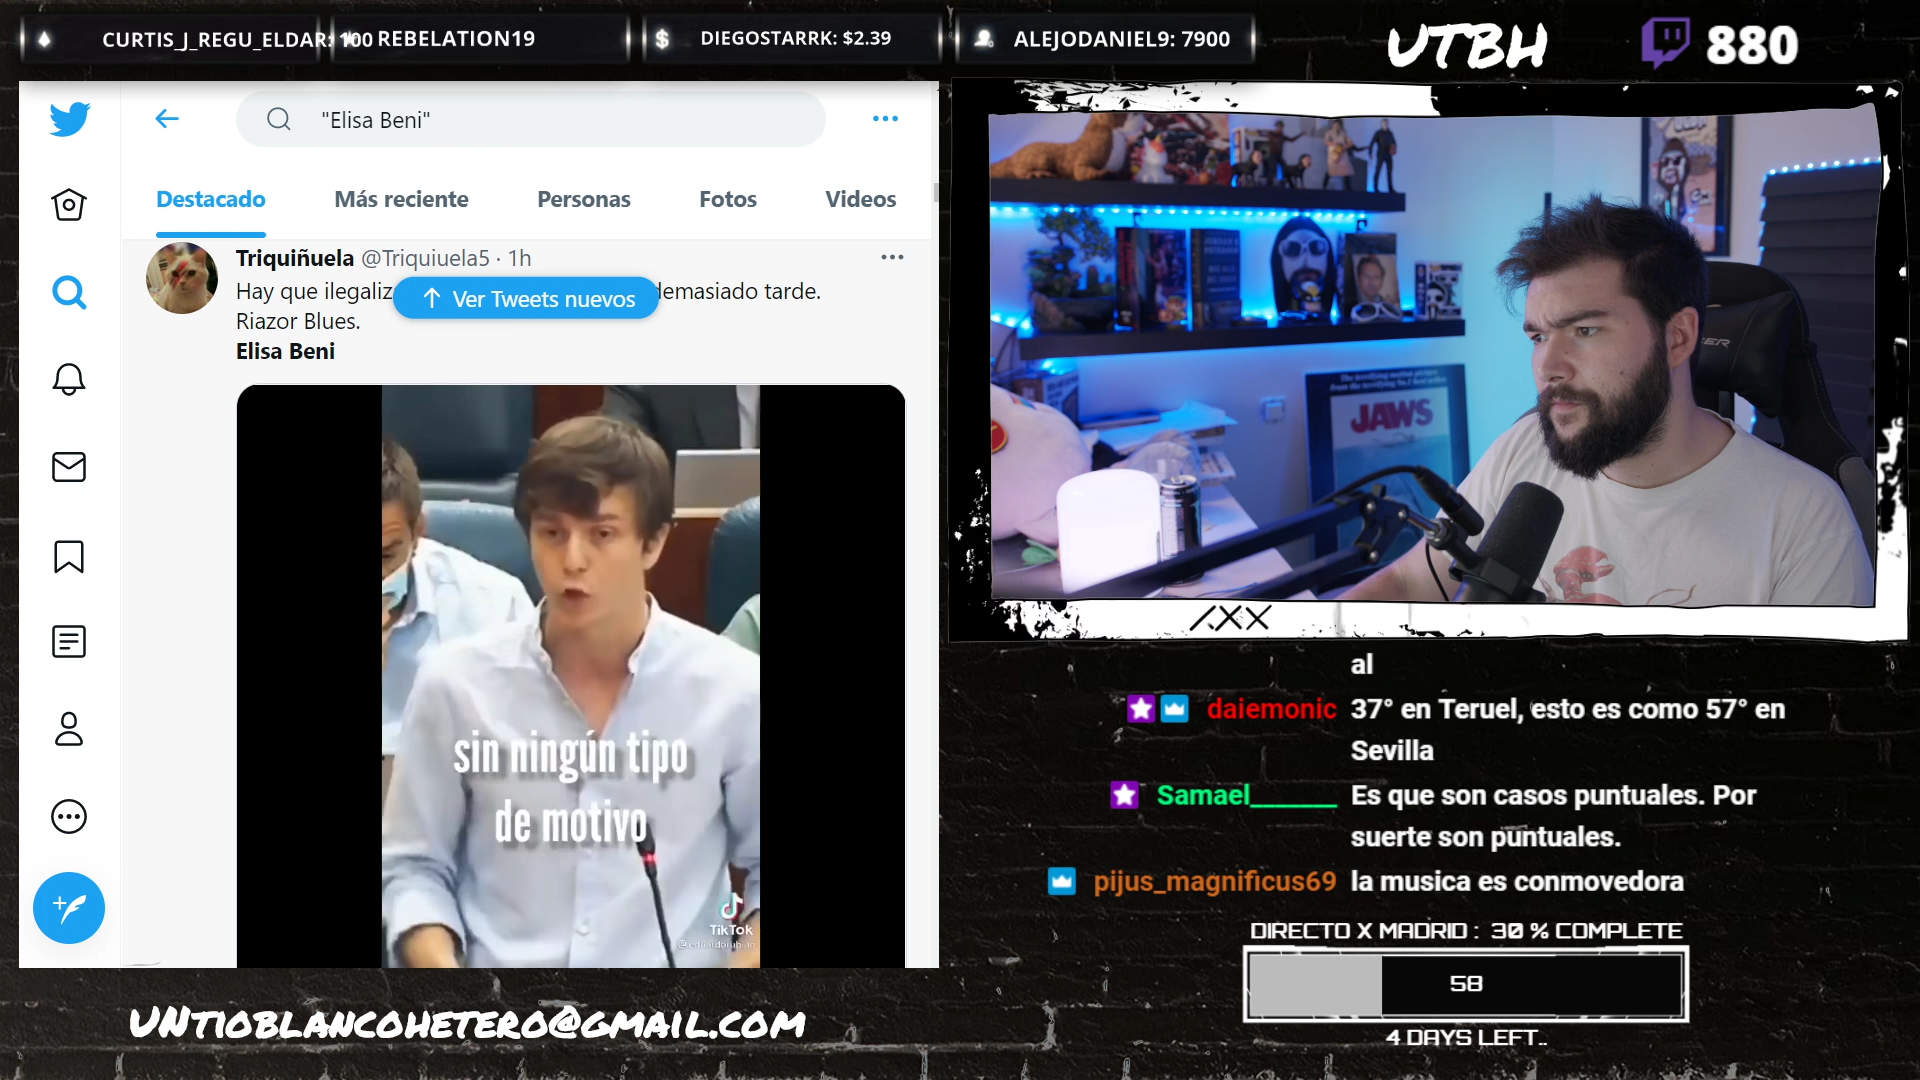 CURTIS_J_REGU_ELDAR: 100
REBELATION19
$
DIEGOSTARRK: $2.39
ALEJODANIEL9: 7900
UTBH
880
"Elisa Beni"
Destacado
Más reciente
Personas
Fotos
Videos
Triquiñuela @Triquiuela5 · 1h
Hay que ilegaliz
demasiado tarde.
Ver Tweets nuevos
Riazor Blues.
Elisa Beni
sin ningún tipo
de motivo
TikTok
JAWS
al
daiemonic 37° en Teruel, esto es como 57° en
Sevilla
Samael_______ Es que son casos puntuales. Por
suerte son puntuales.
pijus_magnificus69 la musica es conmovedora
DIRECTO X MADRID : 30 % COMPLETE
58
4 DAYS LEFT..
UNtioblancohetero@gmail.com